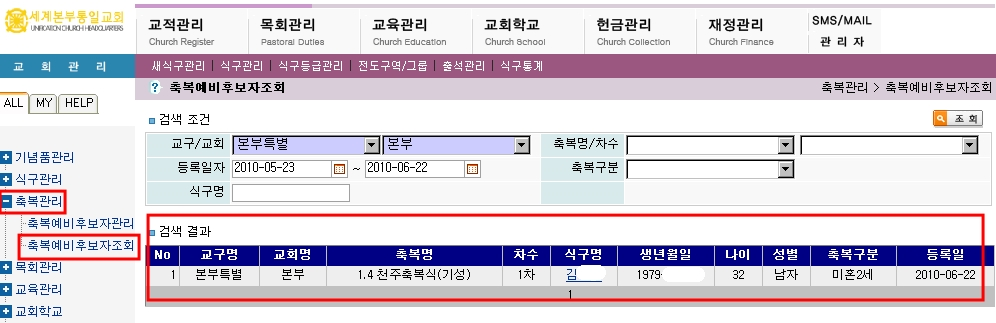 세계본부통일교회
UNIFICATION CHURCH HEADQUARTERS
교적관리 목회관리 교육관리 교회학교 헌금관리 재정관리 SMS/MAIL
Church Register Pastoral Duties Church Education Church School Church Collection Church Finance 관 리 자
교 회 관 리
새식구관리 | 식구관리 | 식구등급관리 | 전도구역/그룹 | 출석관리 | 식구통계
? 축복예비후보자조회 축복관리 > 축복예비후보자조회
ALL MY HELP
기념품관리
식구관리
축복관리
축복예비후보자관리
축복예비후보자조회
목회관리
교육관리
교회학교
검색 조건 조 회
교구/교회 본부특별 본부 축복명/차수
등록일자 2010-05-23 ~ 2010-06-22 축복구분
식구명
검색 결과
No 교구명 교회명 축복명 차수 식구명 생년월일 나이 성별 축복구분 등록일
1 본부특별 본부 1.4 천주축복식(기성) 1차 김 1979- 32 남자 미혼2세 2010-06-22
1